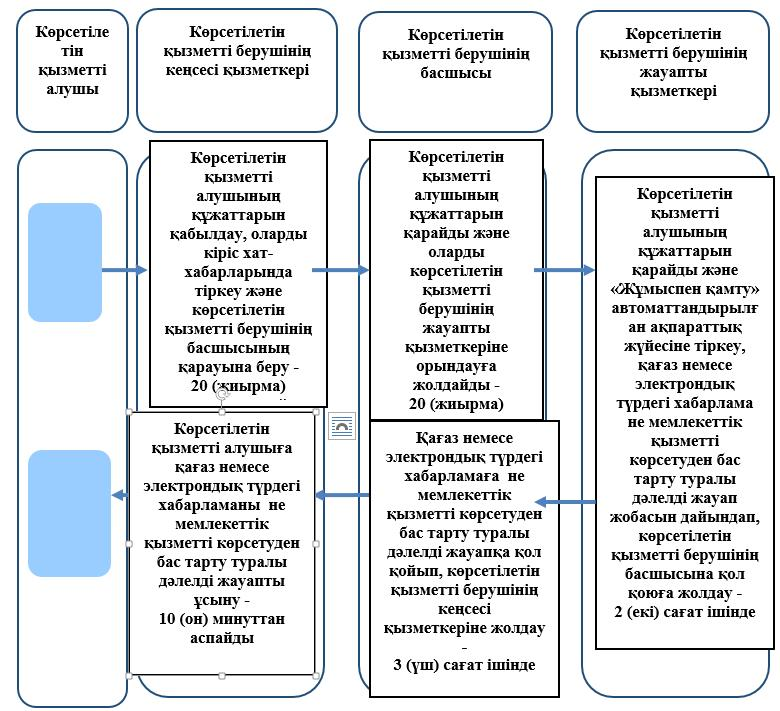 Көрсетіле
тін
қызметті
алушы
Көрсетілетін
қызметті берушінің
кеңсесі қызметкері
Көрсетілетін
қызметті берушінің
басшысы
Көрсетілетін
қызметті берушінің
жауапты
қызметкері
Көрсетілетін
қызметті
алушының
құжаттарын
қабылдау, оларды
кіріс хат-
хабарларында
тіркеу және
көрсетілетін
қызметті берушінің
басшысының
қарауына беру -
20 (жиырма)
Көрсетілетін
қызметті
алушының
құжаттарын
қарайды және
оларды
көрсетілетін
қызметті
берушінің
жауапты
қызметкеріне
орындауға
жолдайды -
20 (жиырма)
Көрсетілетін
қызметті
алушының
құжаттарын
қарайды және
«Жұмыспен қамту»
автоматтандырылғ
ан ақпараттық
жүйесіне тіркеу,
қағаз немесе
электрондық
түрдегі хабарлама
не мемлекеттік
қызметті
көрсетуден бас
тарту туралы
дәлелді жауап
жобасын дайындап,
көрсетілетін
қызметті берушінің
басшысына қол
қоюға жолдау -
2 (екі) сағат ішінде
Қағаз немесе
электрондық түрдегі
хабарламаға не
мемлекеттік
қызметті көрсетуден
бас тарту туралы
дәлелді жауапқа қол
қойып, көрсетілетін
қызметті берушінің
кеңсесі
қызметкеріне жолдау
-
3 (үш) сағат ішінде
Көрсетілетін
қызметті алушыға
қағаз немесе
электрондық түрдегі
хабарламаны не
мемлекеттік
қызметті көрсетуден
бас тарту туралы
дәлелді жауапты
ұсыну -
10 (он) минуттан
аспайды